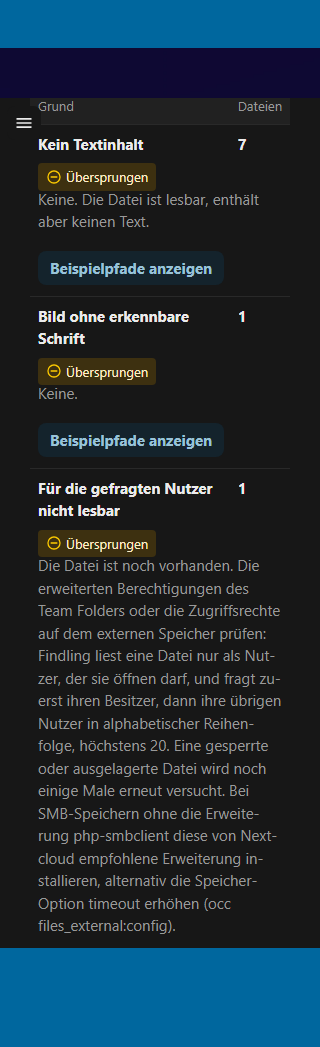 Grund Dateien
Kein Textinhalt 7
Übersprungen
Keine. Die Datei ist lesbar, enthält
aber keinen Text.
Beispielpfade anzeigen
Bild ohne erkennbare 1
Schrift
Übersprungen
Keine.
Beispielpfade anzeigen
Für die gefragten Nutzer 1
nicht lesbar
Übersprungen
Die Datei ist noch vorhanden. Die
erweiterten Berechtigungen des
Team Folders oder die Zugriffsrechte
auf dem externen Speicher prüfen:
Findling liest eine Datei nur als Nut-
zer, der sie öffnen darf, und fragt zu-
erst ihren Besitzer, dann ihre übrigen
Nutzer in alphabetischer Reihen-
folge, höchstens 20. Eine gesperrte
oder ausgelagerte Datei wird noch
einige Male erneut versucht. Bei
SMB-Speichern ohne die Erweite-
rung php-smbclient diese von Next-
cloud empfohlene Erweiterung in-
stallieren, alternativ die Speicher-
Option timeout erhöhen (occ
files_external:config).